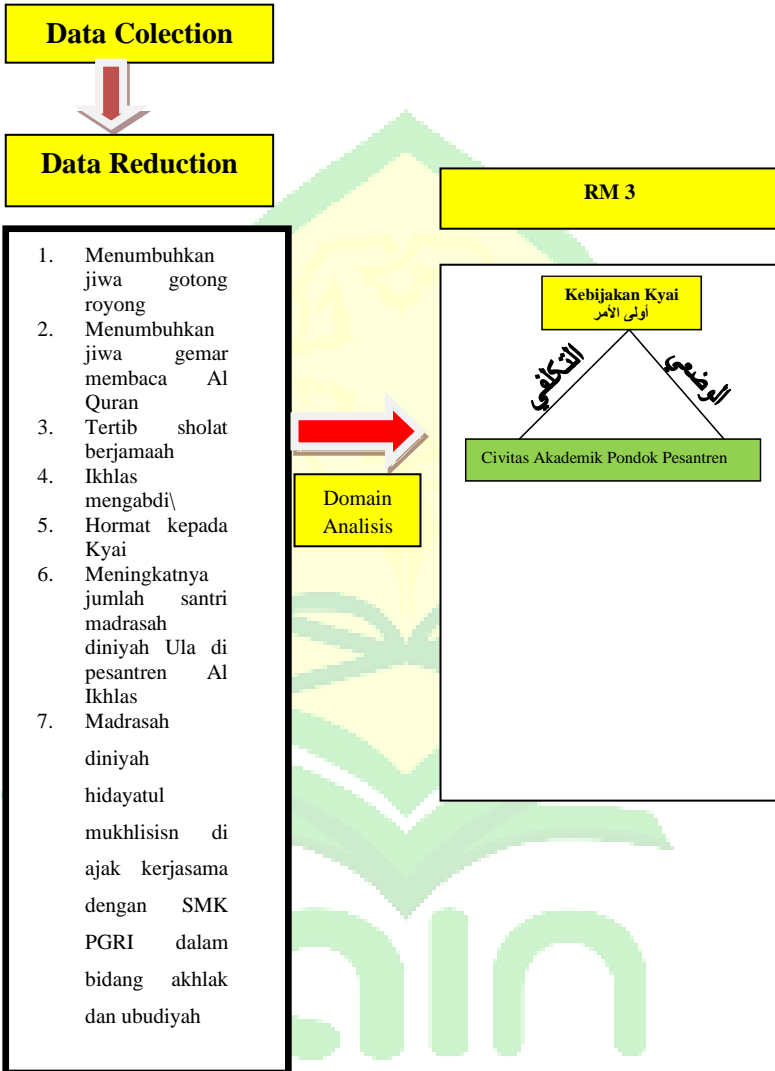 Data Colection
Data Reduction
1. Menumbuhkan
jiwa gotong
royong
2. Menumbuhkan
jiwa gemar
membaca Al
Quran
3. Tertib sholat
berjamaah
4. Ikhlas
mengabdi\
5. Hormat kepada
Kyai
6. Meningkatnya
jumlah santri
madrasah
diniyah Ula di
pesantren Al
Ikhlas
7. Madrasah
diniyah
hidayatul
mukhlisisn di
ajak kerjasama
dengan SMK
PGRI dalam
bidang akhlak
dan ubudiyah
Domain
Analisis
RM 3
Kebijakan Kyai
أولى الأمر
التكلفي
الوضعي
Civitas Akademik Pondok Pesantren
ain